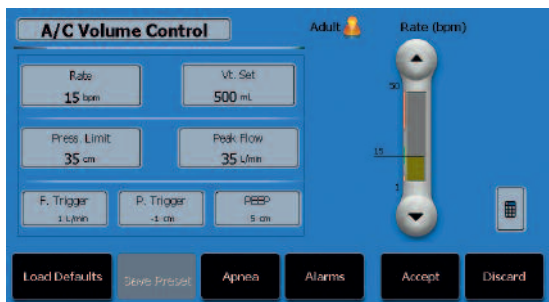 A/C Volume Control
Adult
Rate (bpm)
Rate
15 bpm
Vt. Set
500 mL
Press. Limit
35 cm
Peak Flow
35 L/min
F. Trigger
1 L/min
P. Trigger
-1 cm
PEEP
5 cm
50
15
1
Load Defaults
Save Preset
Apnea
Alarms
Accept
Discard